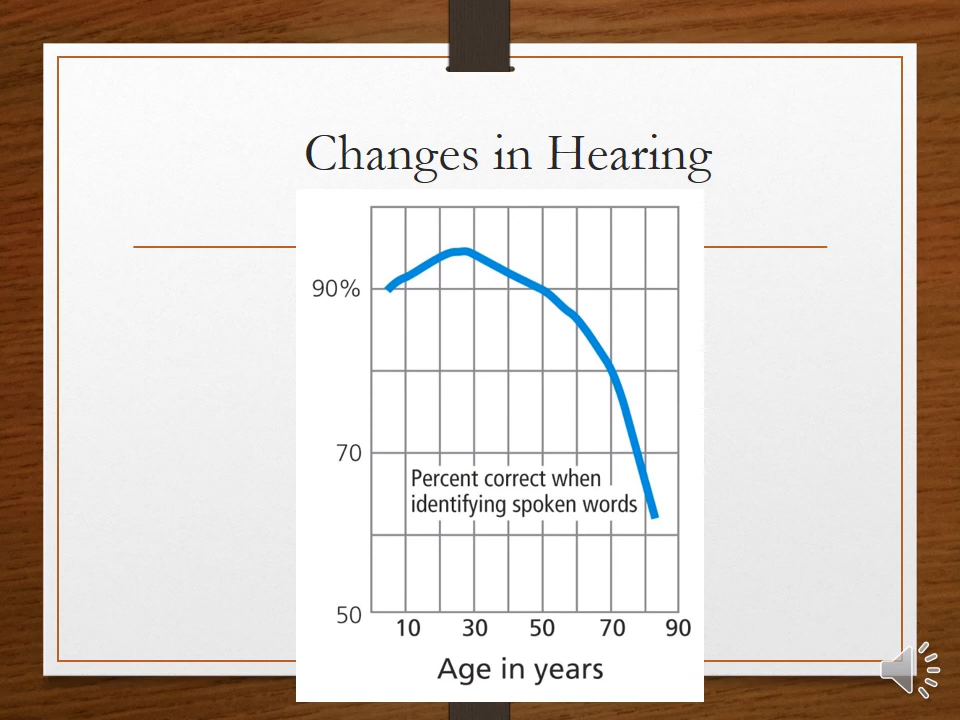 Changes in Hearing
90%
70
50
Percent correct when
identifying spoken words
10 30 50 70 90
Age in years